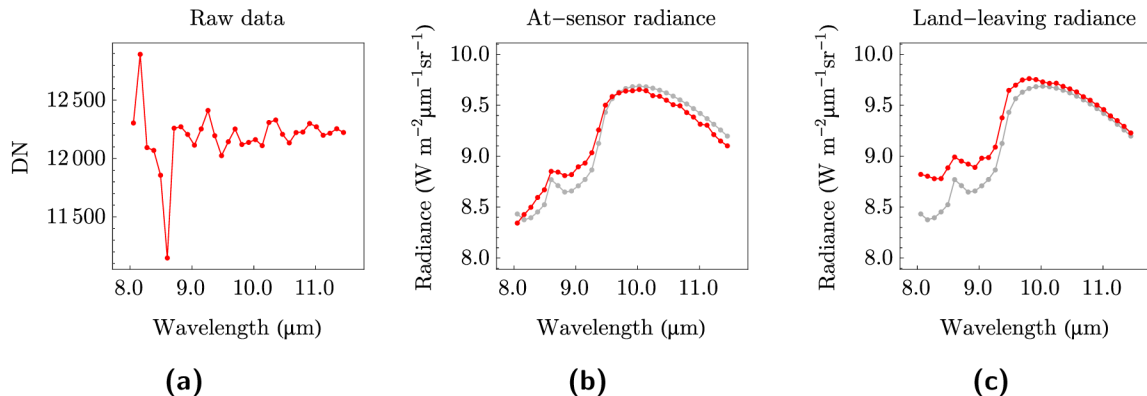 Raw data
At−sensor radiance
Land−leaving radiance
DN
12 500
12 000
11 500
8.0 9.0 10.0 11.0
Wavelength (μm)
Radiance (W m⁻²μm⁻¹sr⁻¹)
10.0
9.5
9.0
8.5
8.0
8.0 9.0 10.0 11.0
Wavelength (μm)
Radiance (W m⁻²μm⁻¹sr⁻¹)
10.0
9.5
9.0
8.5
8.0
8.0 9.0 10.0 11.0
Wavelength (μm)
(a)
(b)
(c)